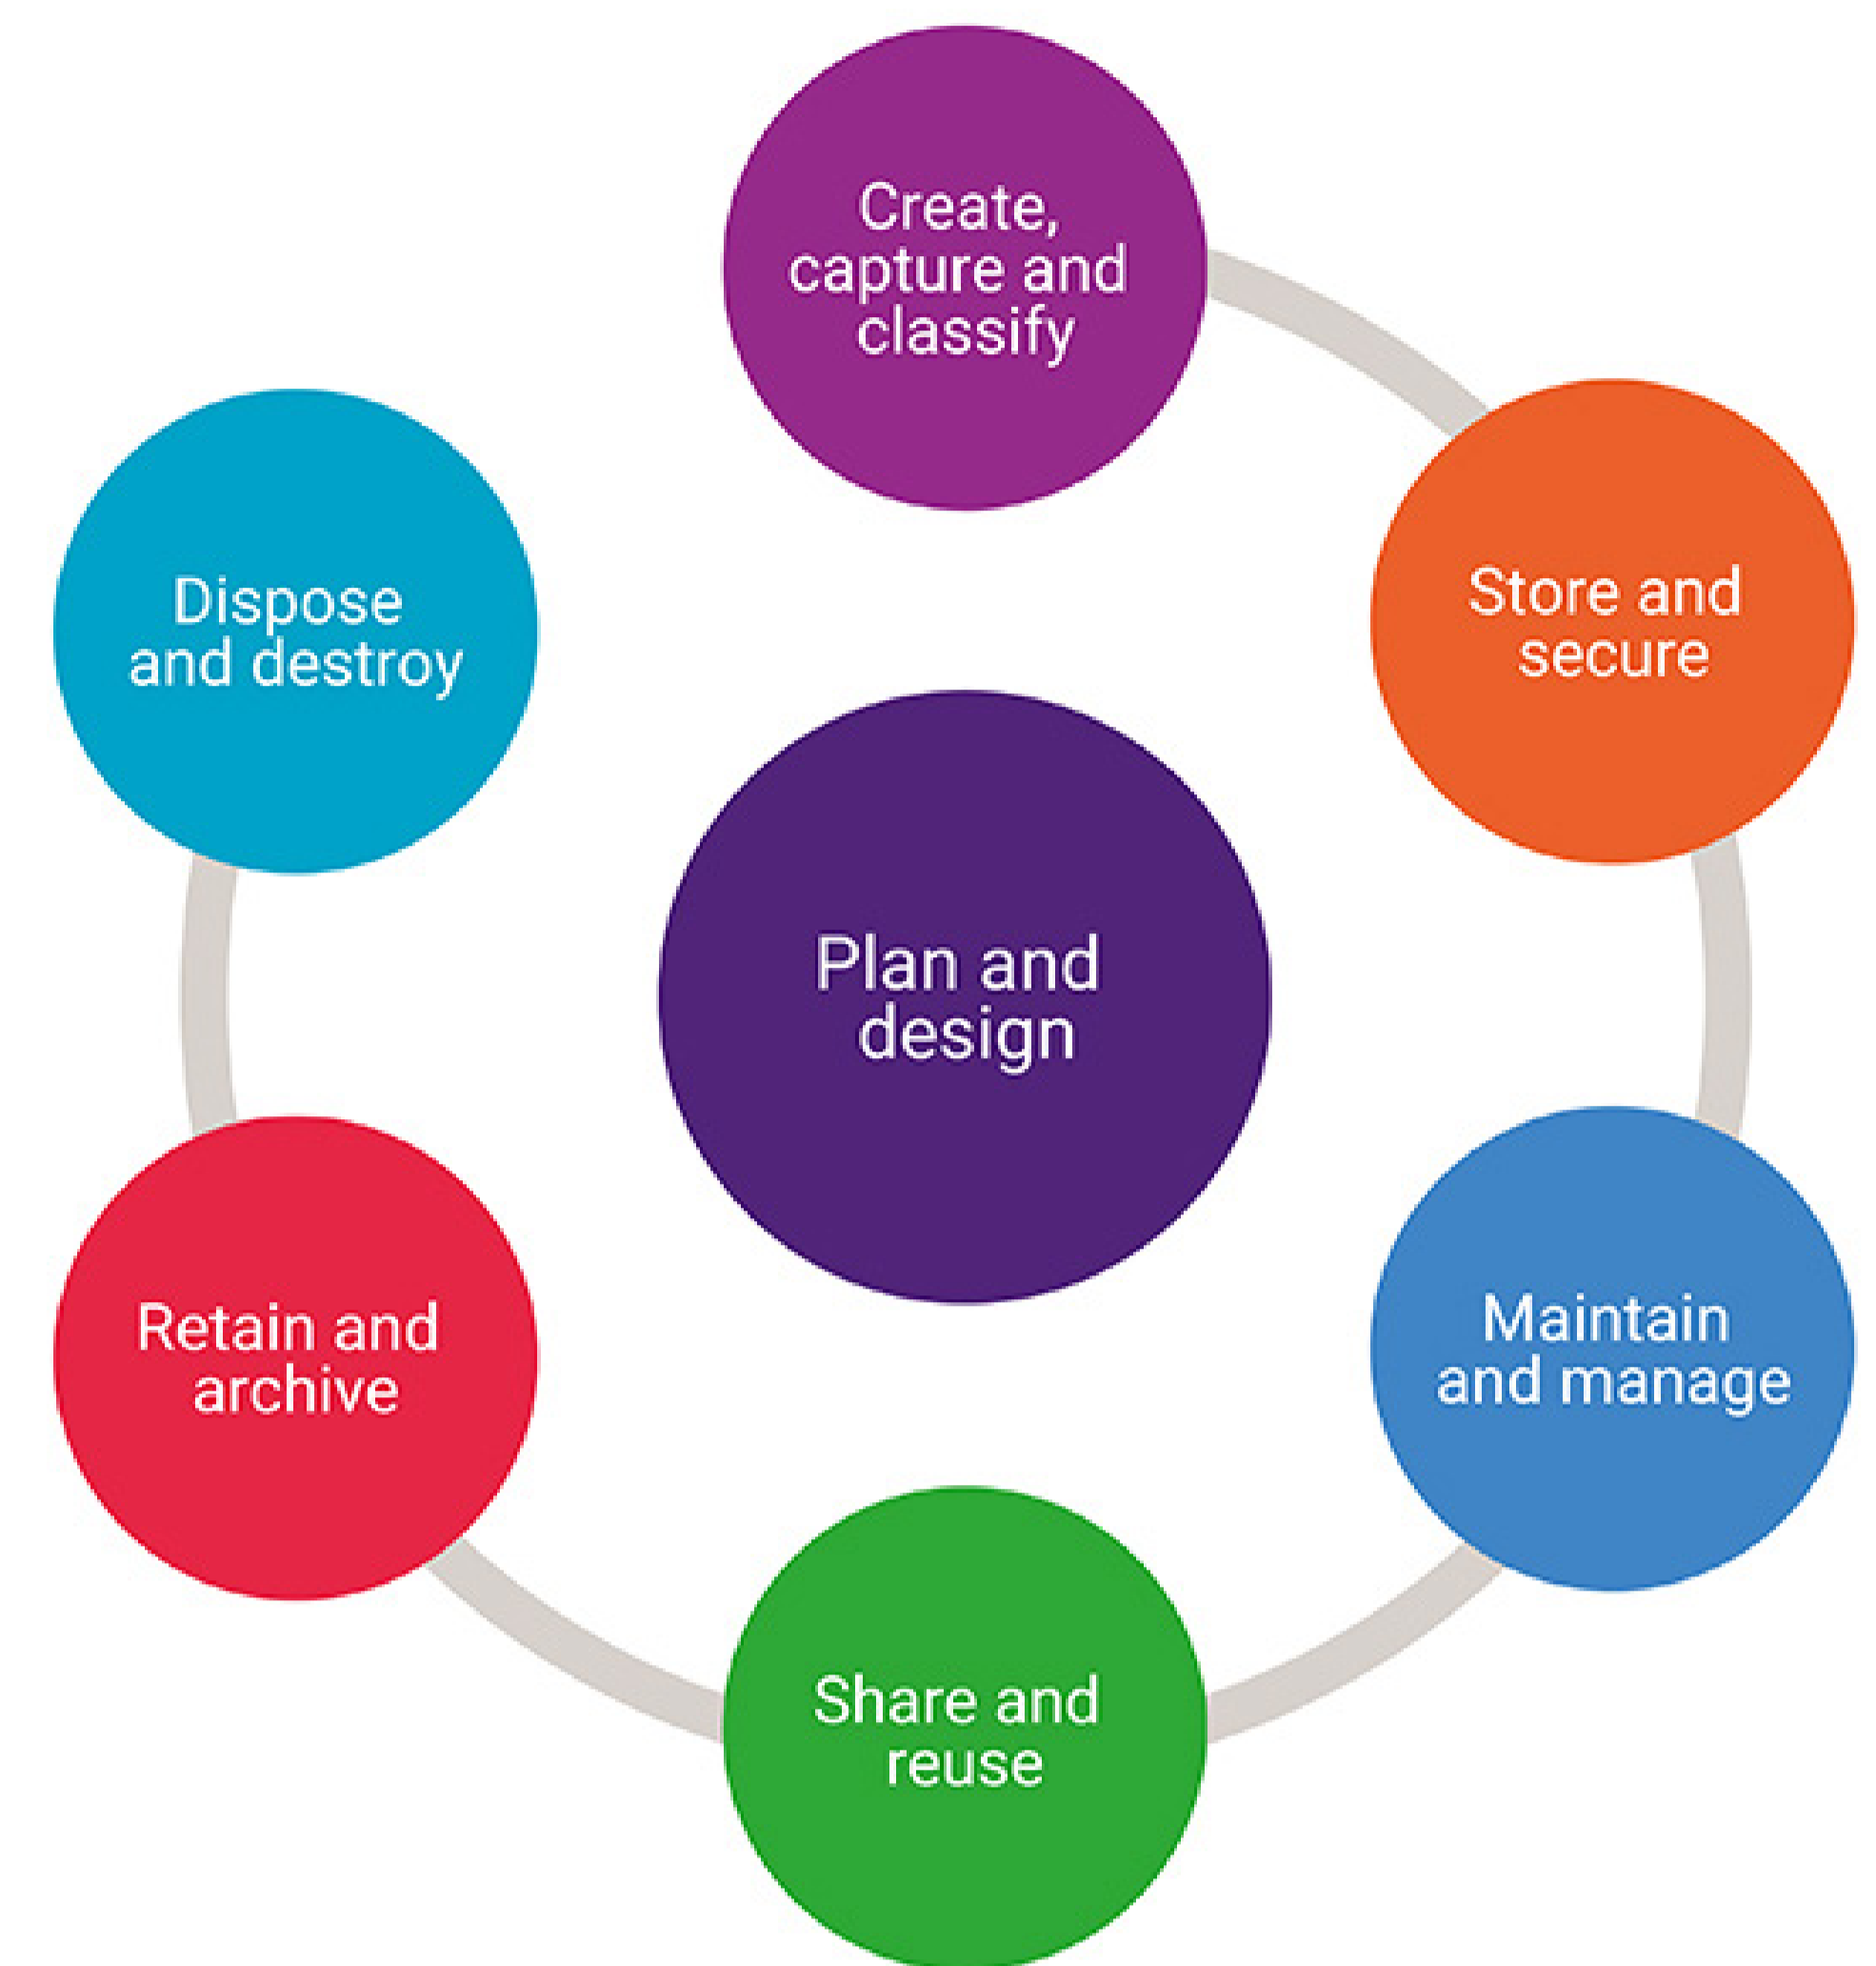 Create,
capture and
classify
Store and
secure
Maintain
and manage
Share and
reuse
Retain and
archive
Dispose
and destroy
Plan and
design